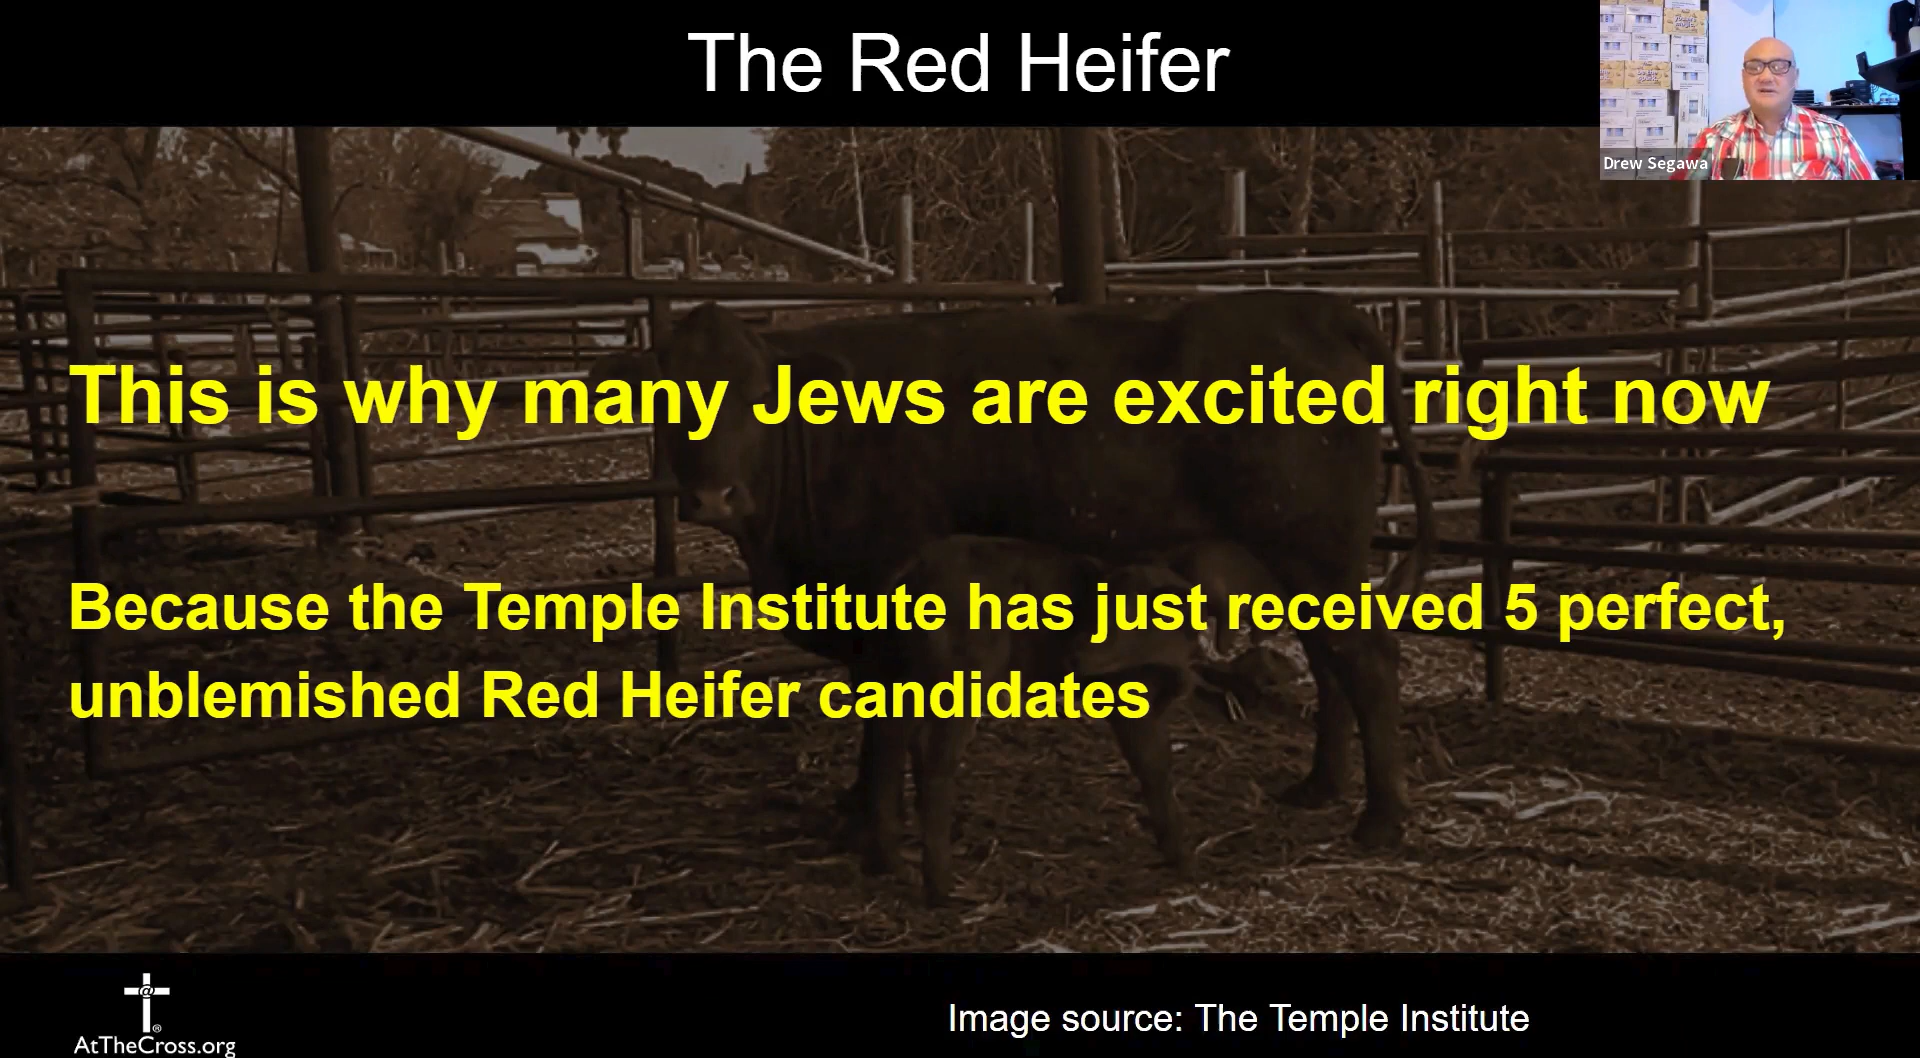 The Red Heifer
Drew Segawa
This is why many Jews are excited right now
Because the Temple Institute has just received 5 perfect,
unblemished Red Heifer candidates
@
®
AtTheCross.org
Image source: The Temple Institute